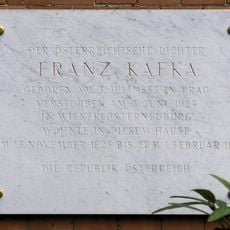 DER ÖSTERREICHISCHE DICHTER
FRANZ KAFKA
GEBOREN AM 3. JULI 1883 IN PRAG
VERSTORBEN AM 3. JUNI 1924
IN WIEN/KLOSTERNEUBURG
WOHNTE IN DIESEM HAUSE
M 15. NOVEMBER 1923 BIS ZUM 1. FEBRUAR 1
DIE REPUBLIK ÖSTERREICH